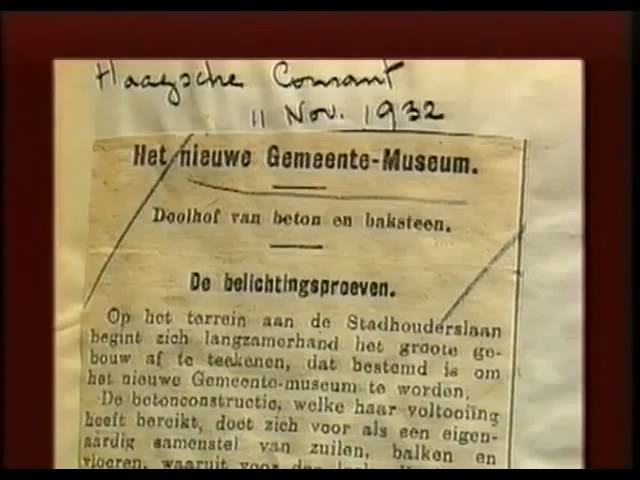 Haagsche Courant
11 Nov. 1932
Het nieuwe Gemeente-Museum.
Doolhof van beton en baksteen.
De belichtingsproeven.
Op het terrein aan de Stadhouderslaan
begint zich langzamerhand het groote ge-
bouw af te teekenen, dat bestemd is om
het nieuwe Gemeente-museum te worden.
De betonconstructie, welke haar voltooiïng
heeft bereikt, doet zich voor als een eigen-
aardig samenstel van zuilen, balken en
vloeren, waaruit voor den